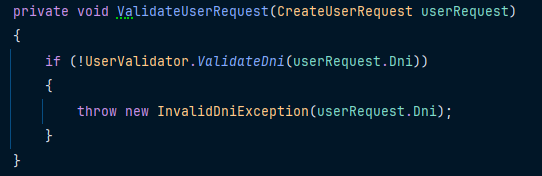 private void ValidateUserRequest(CreateUserRequest userRequest)
{
    if (!UserValidator.ValidateDni(userRequest.Dni))
    {
        throw new InvalidDniException(userRequest.Dni);
    }
}